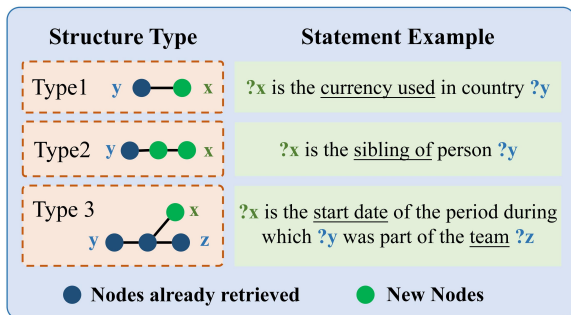 Structure Type
Statement Example
Type1 y x
?x is the currency used in country ?y
Type2 y x
?x is the sibling of person ?y
Type 3
x
y z
?x is the start date of the period during
which ?y was part of the team ?z
Nodes already retrieved
New Nodes